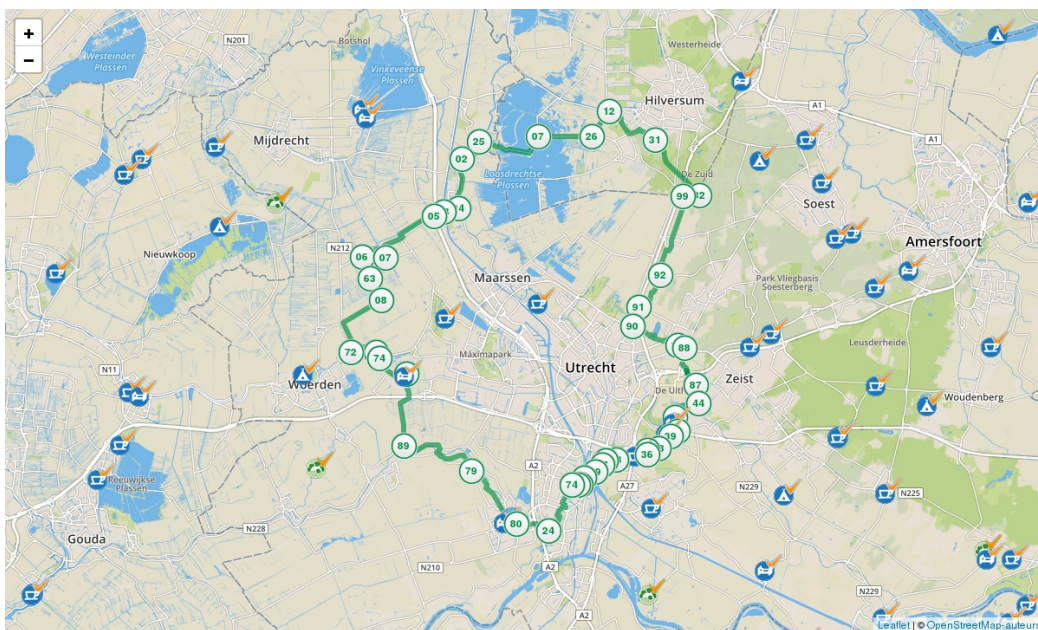 +
−
N201
Botshol
Westeinder
Plassen
Vinkeveense
Plassen
Westerheide
Hilversum
A1
A1
Mijdrecht
12
07
26
31
25
02
Loosdrechtse
Plassen
De Zuid
99
Soest
05
Nieuwkoop
N212
06
07
63
08
Amersfoort
Maarssen
92
Park Vliegbasis
Soesterberg
91
90
88
Leusderheide
72
74
Máximapark
Utrecht
N11
Woerden
De Uith
87
Zeist
44
Woudenberg
39
89
36
Reeuwijkse
Plassen
79
A2
74
A27
N229
N225
Gouda
N228
80
24
N210
A2
N229
A2
Leaflet | © OpenStreetMap-auteurs